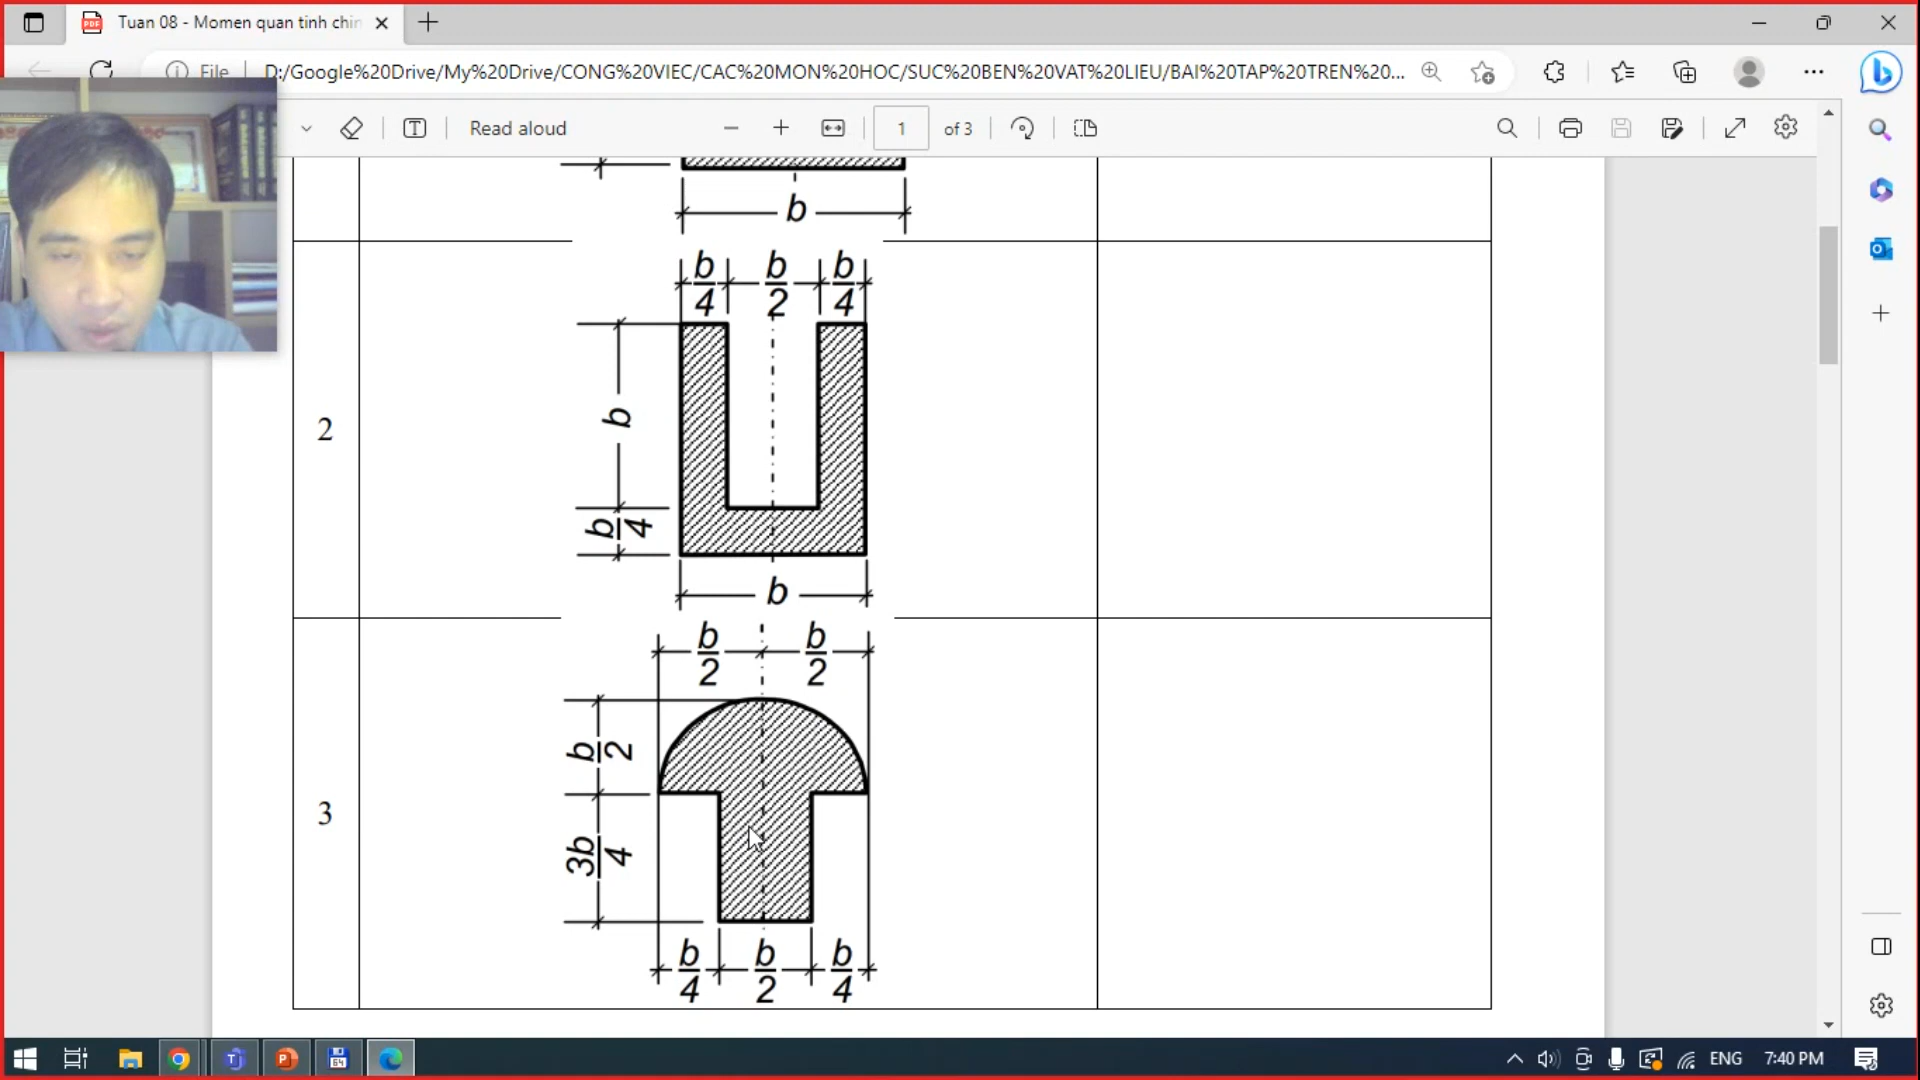 Tuan 08 - Momen quan tinh chin
File
D:/Google%20Drive/My%20Drive/CONG%20VIEC/CAC%20MON%20HOC/SUC%20BEN%20VAT%20LIEU/BAI%20TAP%20TREN%20...
Read aloud
1 of 3
b
2
b/4 b/2 b/4
b
b/4
b
3
b/2 b/2
b/2
3b/4
b/4 b/2 b/4
ENG 7:40 PM